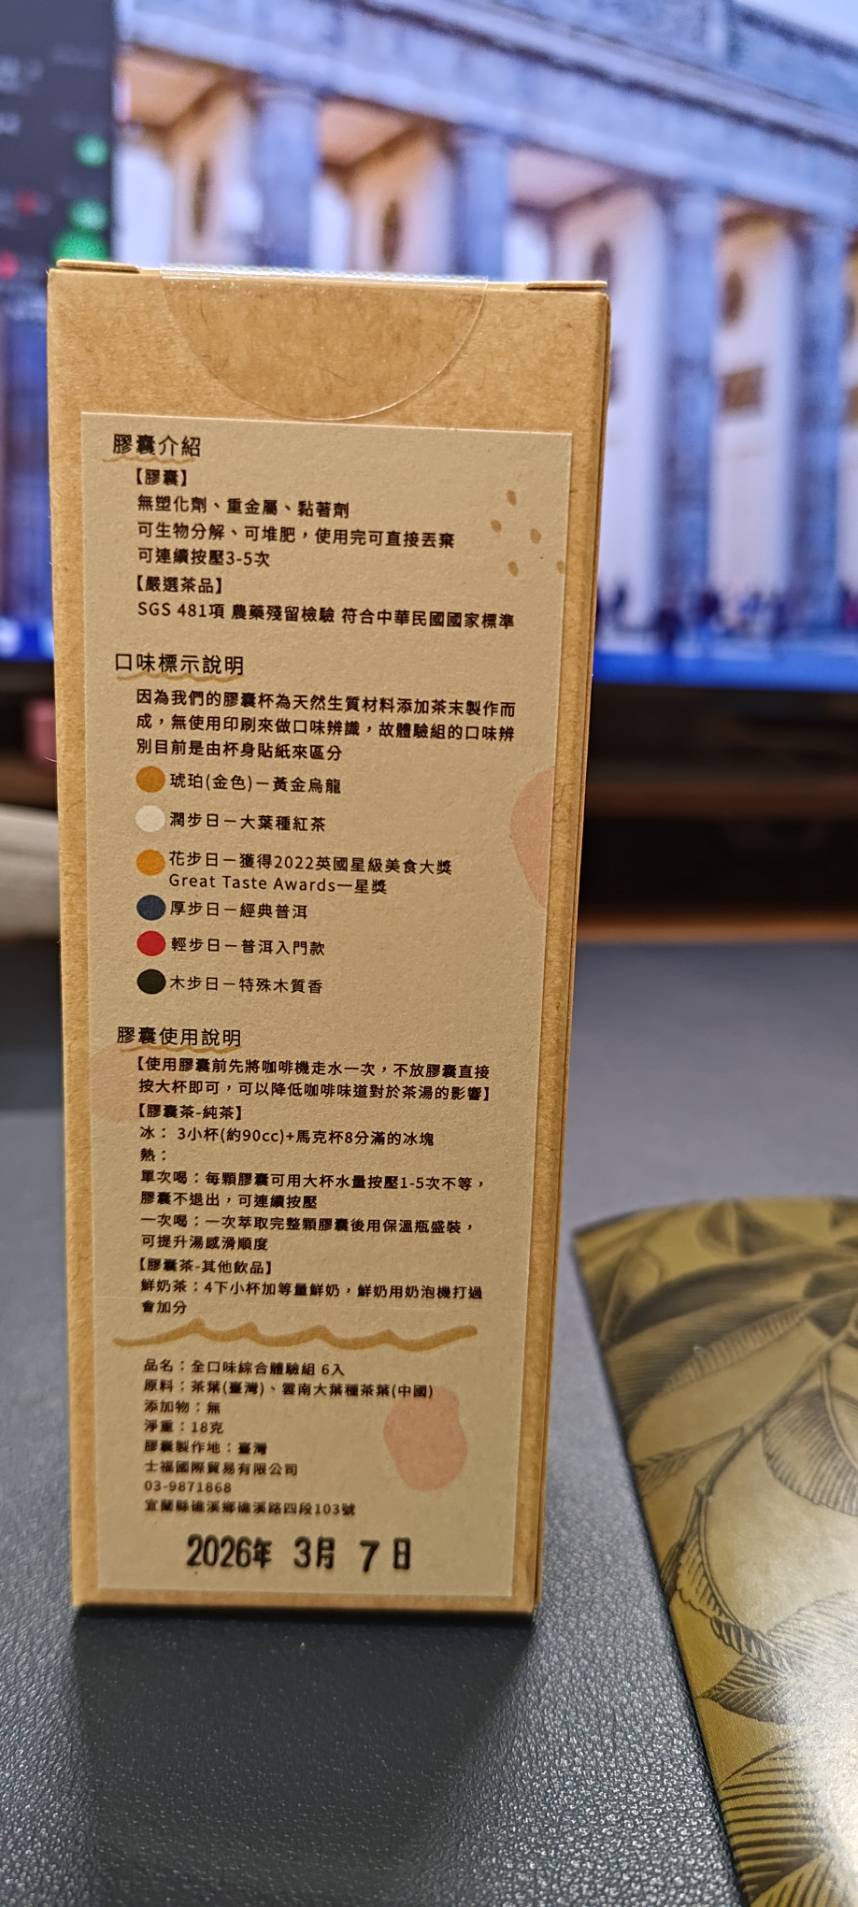 膠囊介紹
【膠囊】
無塑化劑、重金屬、黏著劑
可生物分解、可堆肥，使用完可直接丟棄
可連續按壓3-5次
【嚴選茶品】
SGS 481項 農藥殘留檢驗 符合中華民國國家標準
口味標示說明
因為我們的膠囊杯為天然生質材料添加茶末製作而
成，無使用印刷來做口味辨識，故體驗組的口味辨
別目前是由杯身貼紙來區分
琥珀(金色)－黃金烏龍
潤步日－大葉種紅茶
花步日－獲得2022英國星級美食大獎
Great Taste Awards一星獎
厚步日－經典普洱
輕步日－普洱入門款
木步日－特殊木質香
膠囊使用說明
【使用膠囊前先將咖啡機走水一次，不放膠囊直接
按大杯即可，可以降低咖啡味道對於茶湯的影響】
【膠囊茶-純茶】
冰： 3小杯(約90cc)+馬克杯8分滿的冰塊
熱：
單次喝：每顆膠囊可用大杯水量按壓1-5次不等，
膠囊不退出，可連續按壓
一次喝：一次萃取完整顆膠囊後用保溫瓶盛裝，
可提升湯感滑順度
【膠囊茶-其他飲品】
鮮奶茶：4下小杯加等量鮮奶，鮮奶用奶泡機打過
會加分
品名：全口味綜合體驗組 6入
原料：茶葉(臺灣)、雲南大葉種茶葉(中國)
添加物：無
淨重：18克
膠囊製作地：臺灣
士福國際貿易有限公司
03-9871868
宜蘭縣礁溪鄉礁溪路四段103號
2026年 3月 7日